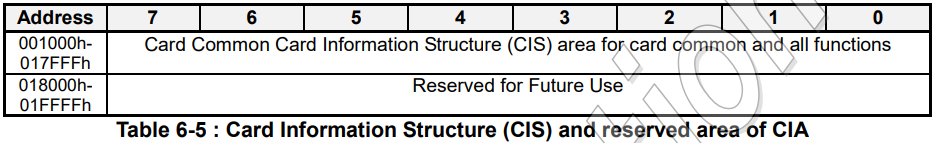 Address 7 6 5 4 3 2 1 0
001000h- Card Common Card Information Structure (CIS) area for card common and all functions
017FFFh
018000h- Reserved for Future Use
01FFFFh
Table 6-5 : Card Information Structure (CIS) and reserved area of CIA